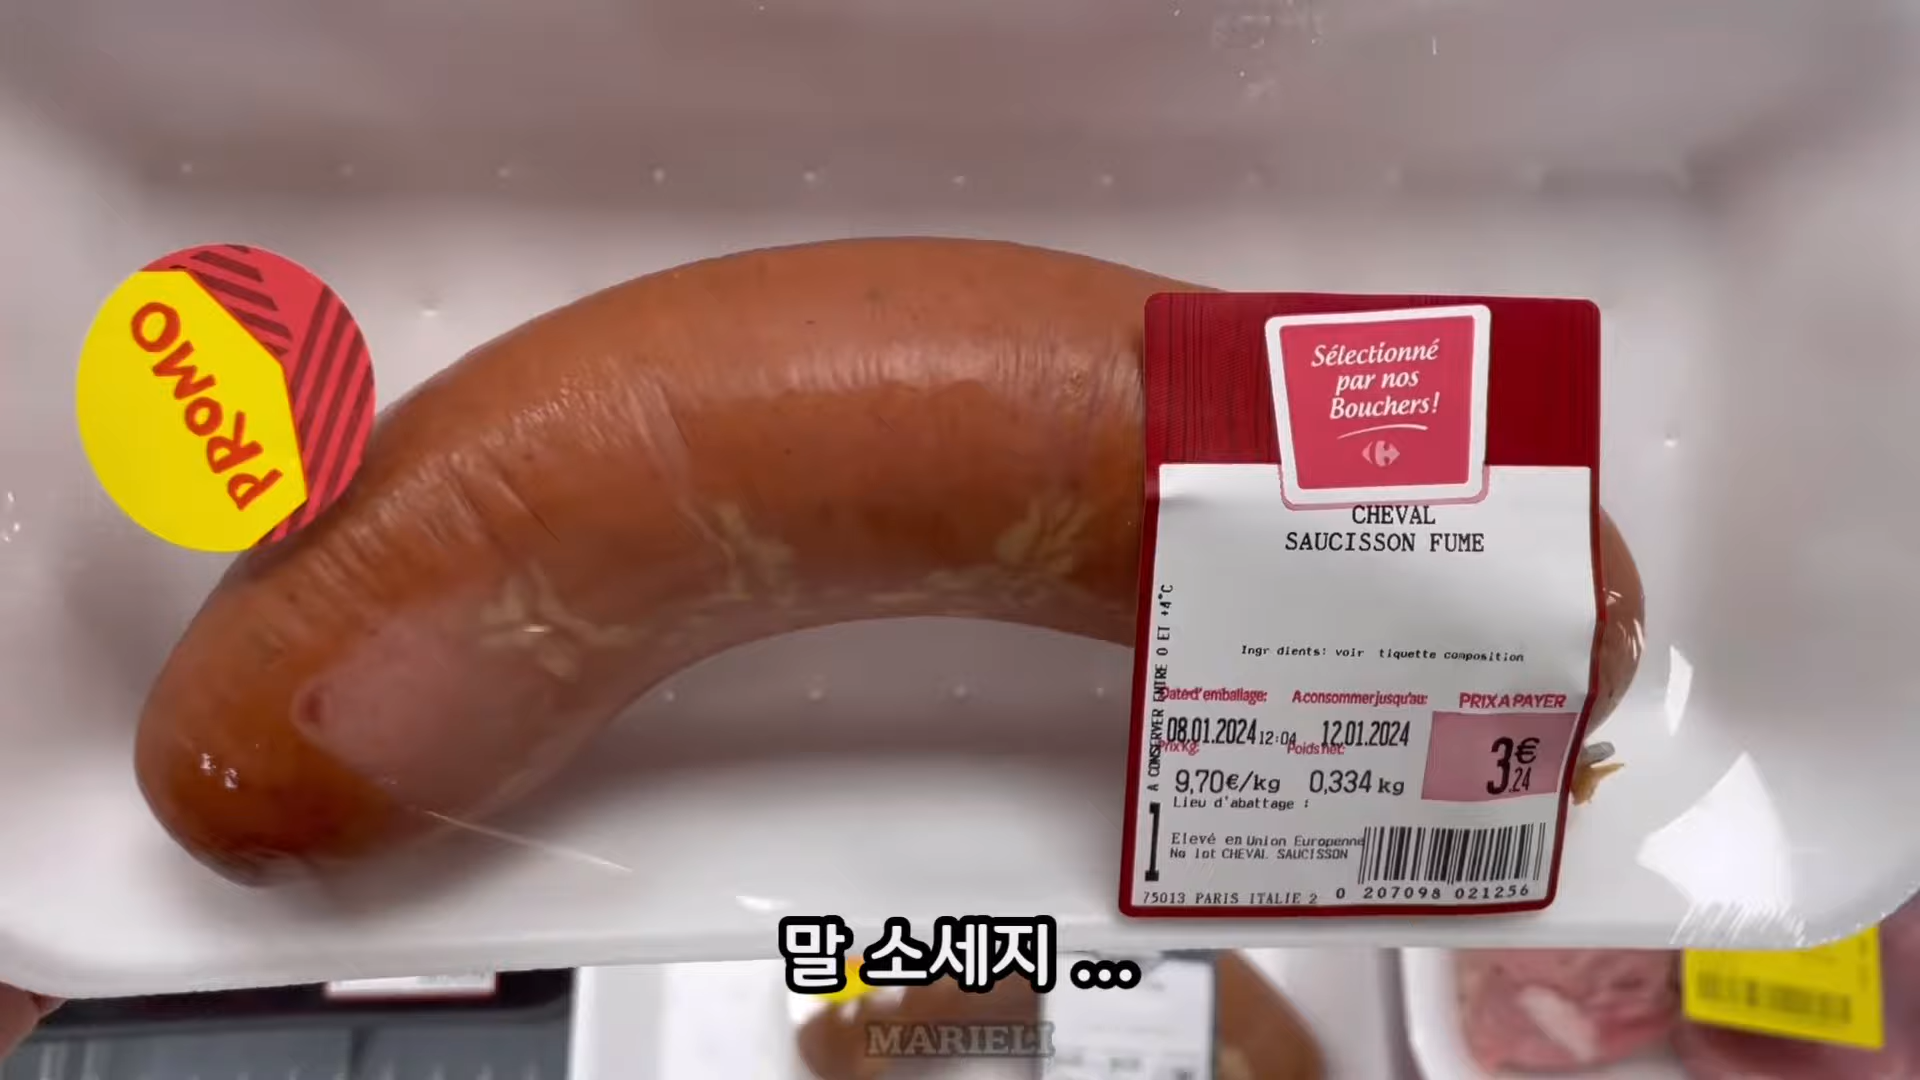 PROMO
Sélectionné
par nos
Bouchers!
CHEVAL
SAUCISSON FUME
Ingr dients: voir tiquette composition
A CONSERVER ENTRE 0 ET +4°C
Date d'emballage: A consommer jusqu'au: PRIX A PAYER
08.01.2024 12:04 12.01.2024
Prix Kg: Poids net:
9,70€/kg 0,334 kg 3€24
Lieu d'abattage :
1
Elevé en Union Europenne
No lot CHEVAL SAUCISSON
75013 PARIS ITALIE 2 0 207098 021256
말 소세지 ...
MARIELI